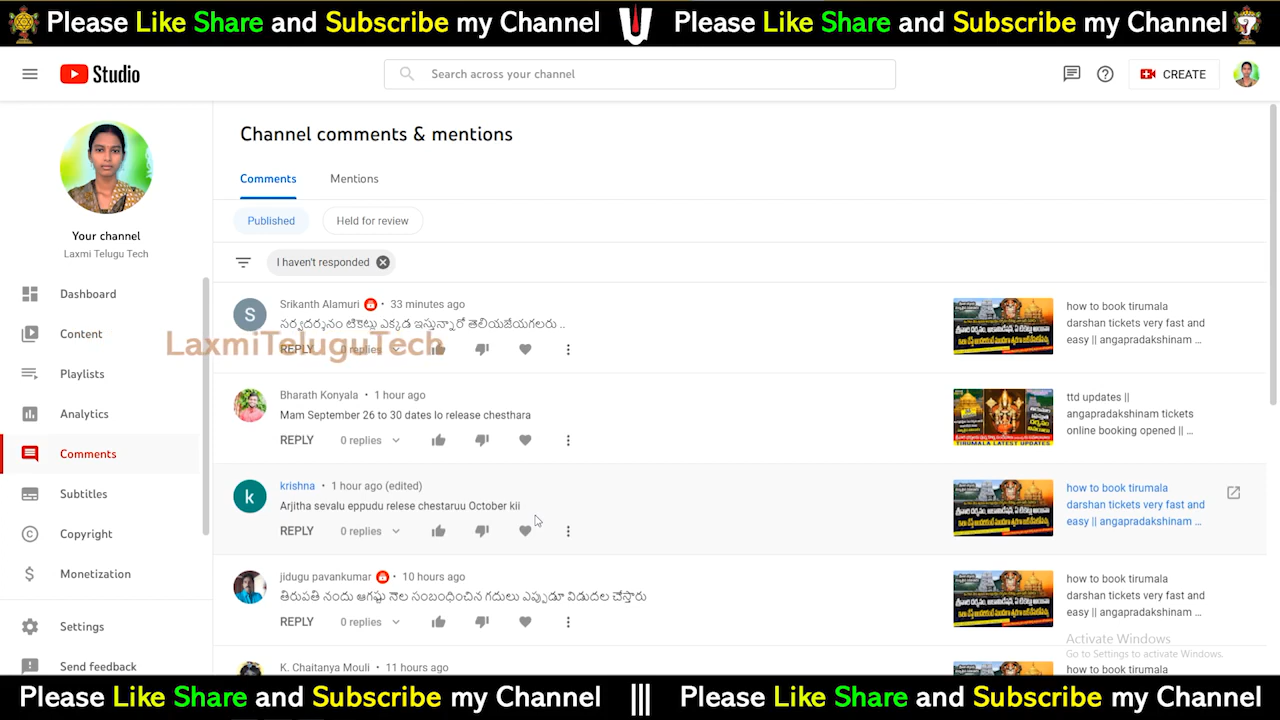 Please Like Share and Subscribe my Channel
Please Like Share and Subscribe my Channel
Studio
Search across your channel
CREATE
Channel comments & mentions
Comments
Mentions
Published
Held for review
I haven't responded
Your channel
Laxmi Telugu Tech
Dashboard
Content
Playlists
Analytics
Comments
Subtitles
Copyright
Monetization
Settings
Send feedback
Srikanth Alamuri • 33 minutes ago
సర్వదర్శనం టికెట్లు ఎక్కడ ఇస్తున్నారో తెలియజేయగలరు ..
REPLY 0 replies
LaxmiTeluguTech
how to book tirumala
darshan tickets very fast and
easy || angapradakshinam ...
Bharath Konyala • 1 hour ago
Mam September 26 to 30 dates lo release chesthara
REPLY 0 replies
TIRUMALA LATEST UPDATES
ttd updates ||
angapradakshinam tickets
online booking opened || ...
krishna • 1 hour ago (edited)
Arjitha sevalu eppudu relese chestaruu October kii
REPLY 0 replies
how to book tirumala
darshan tickets very fast and
easy || angapradakshinam ...
jidugu pavankumar • 10 hours ago
తిరుపతి నందు ఆగష్టు నెల సంబంధించిన గదులు ఎప్పుడూ విడుదల చేస్తారు
REPLY 0 replies
how to book tirumala
darshan tickets very fast and
easy || angapradakshinam ...
Activate Windows
Go to Settings to activate Windows.
K. Chaitanya Mouli • 11 hours ago
how to book tirumala
Please Like Share and Subscribe my Channel ||| Please Like Share and Subscribe my Channel